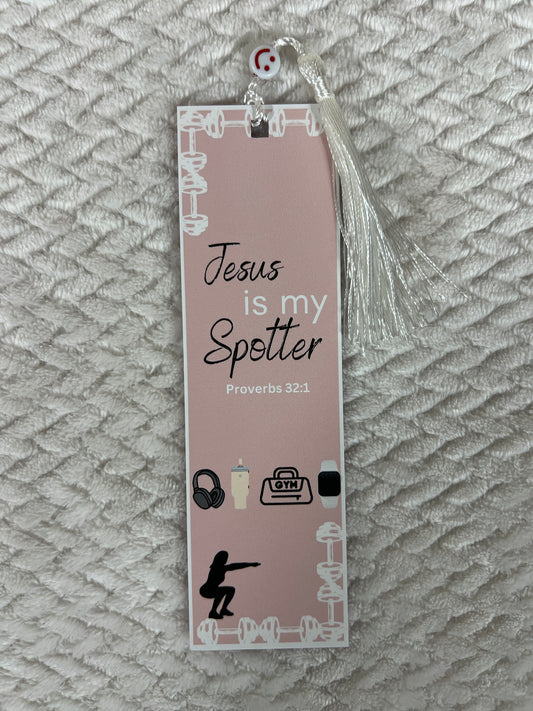 Jesus
is my
Spotter
Proverbs 32:1
GYM